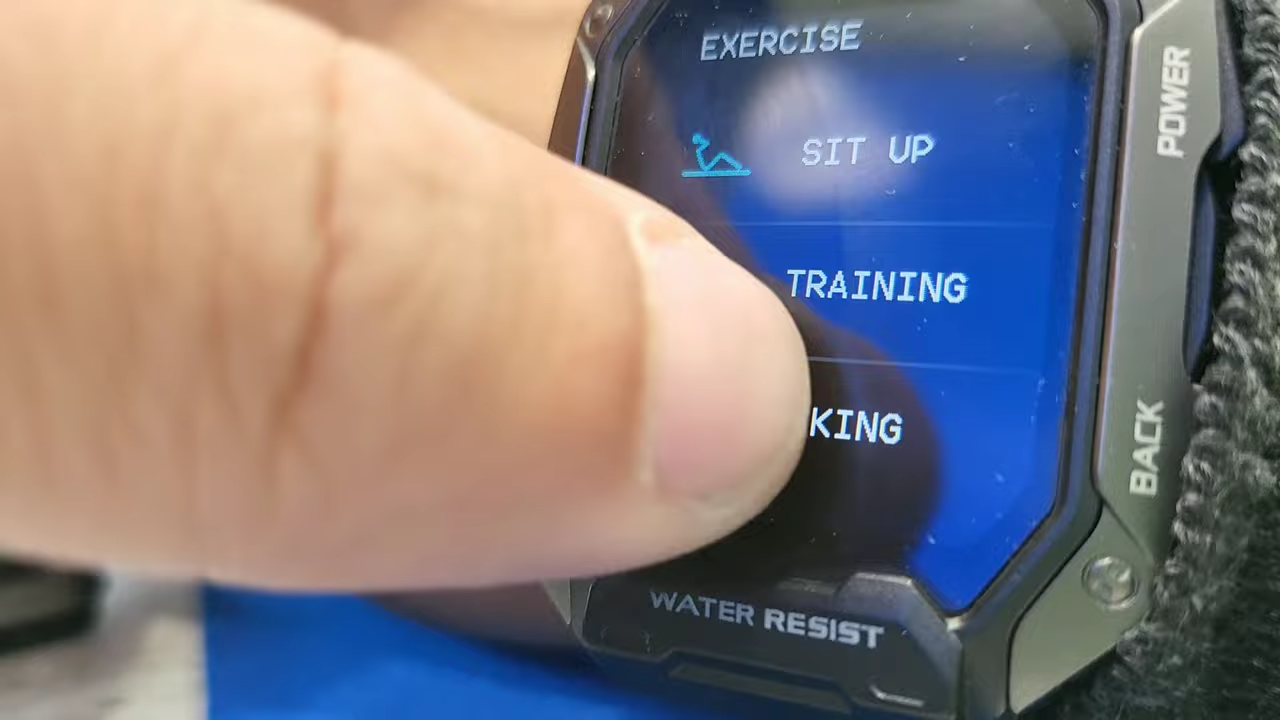 EXERCISE
SIT UP
TRAINING
KING
WATER RESIST
POWER
BACK